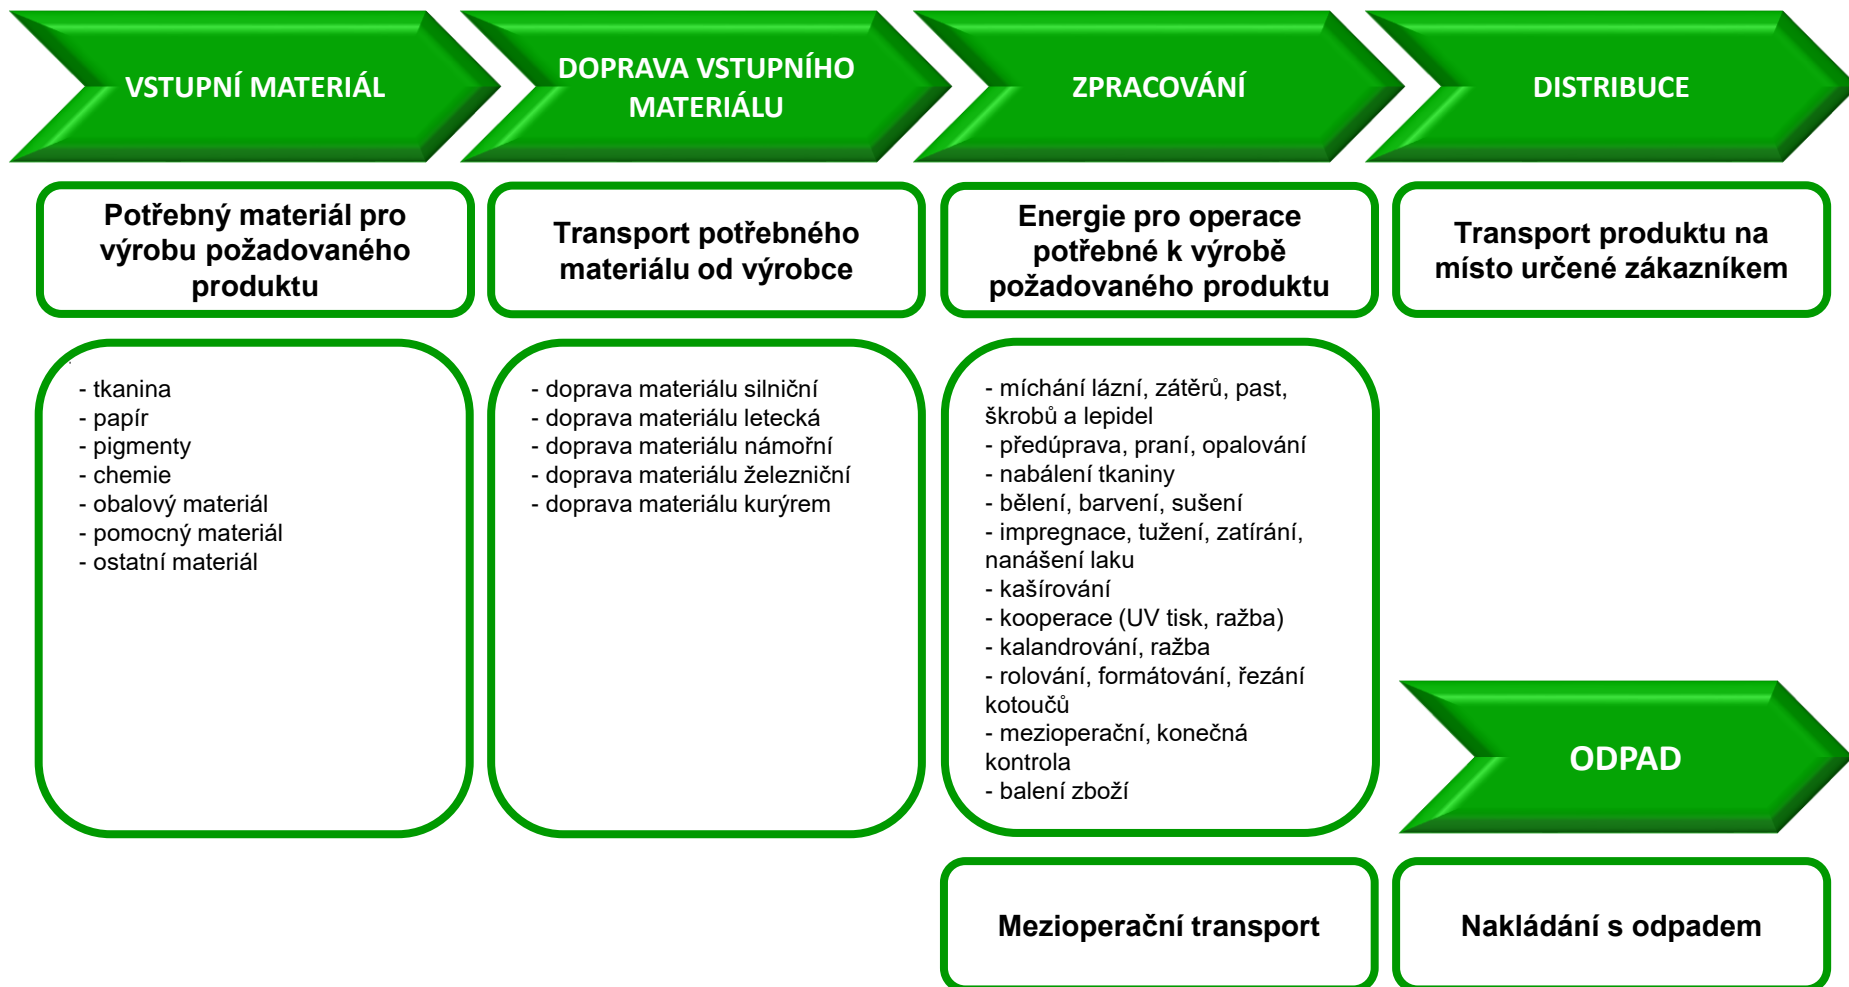 VSTUPNÍ MATERIÁL
DOPRAVA VSTUPNÍHO
MATERIÁLU
ZPRACOVÁNÍ
DISTRIBUCE
Potřebný materiál pro
výrobu požadovaného
produktu
Transport potřebného
materiálu od výrobce
Energie pro operace
potřebné k výrobě
požadovaného produktu
Transport produktu na
místo určené zákazníkem
- tkanina
- papír
- pigmenty
- chemie
- obalový materiál
- pomocný materiál
- ostatní materiál
- doprava materiálu silniční
- doprava materiálu letecká
- doprava materiálu námořní
- doprava materiálu železniční
- doprava materiálu kurýrem
- míchání lázní, zátěrů, past,
škrobů a lepidel
- předúprava, praní, opalování
- nabálení tkaniny
- bělení, barvení, sušení
- impregnace, tužení, zatírání,
nanášení laku
- kašírování
- kooperace (UV tisk, ražba)
- kalandrování, ražba
- rolování, formátování, řezání
kotoučů
- mezioperační, konečná
kontrola
- balení zboží
ODPAD
Mezioperační transport
Nakládání s odpadem